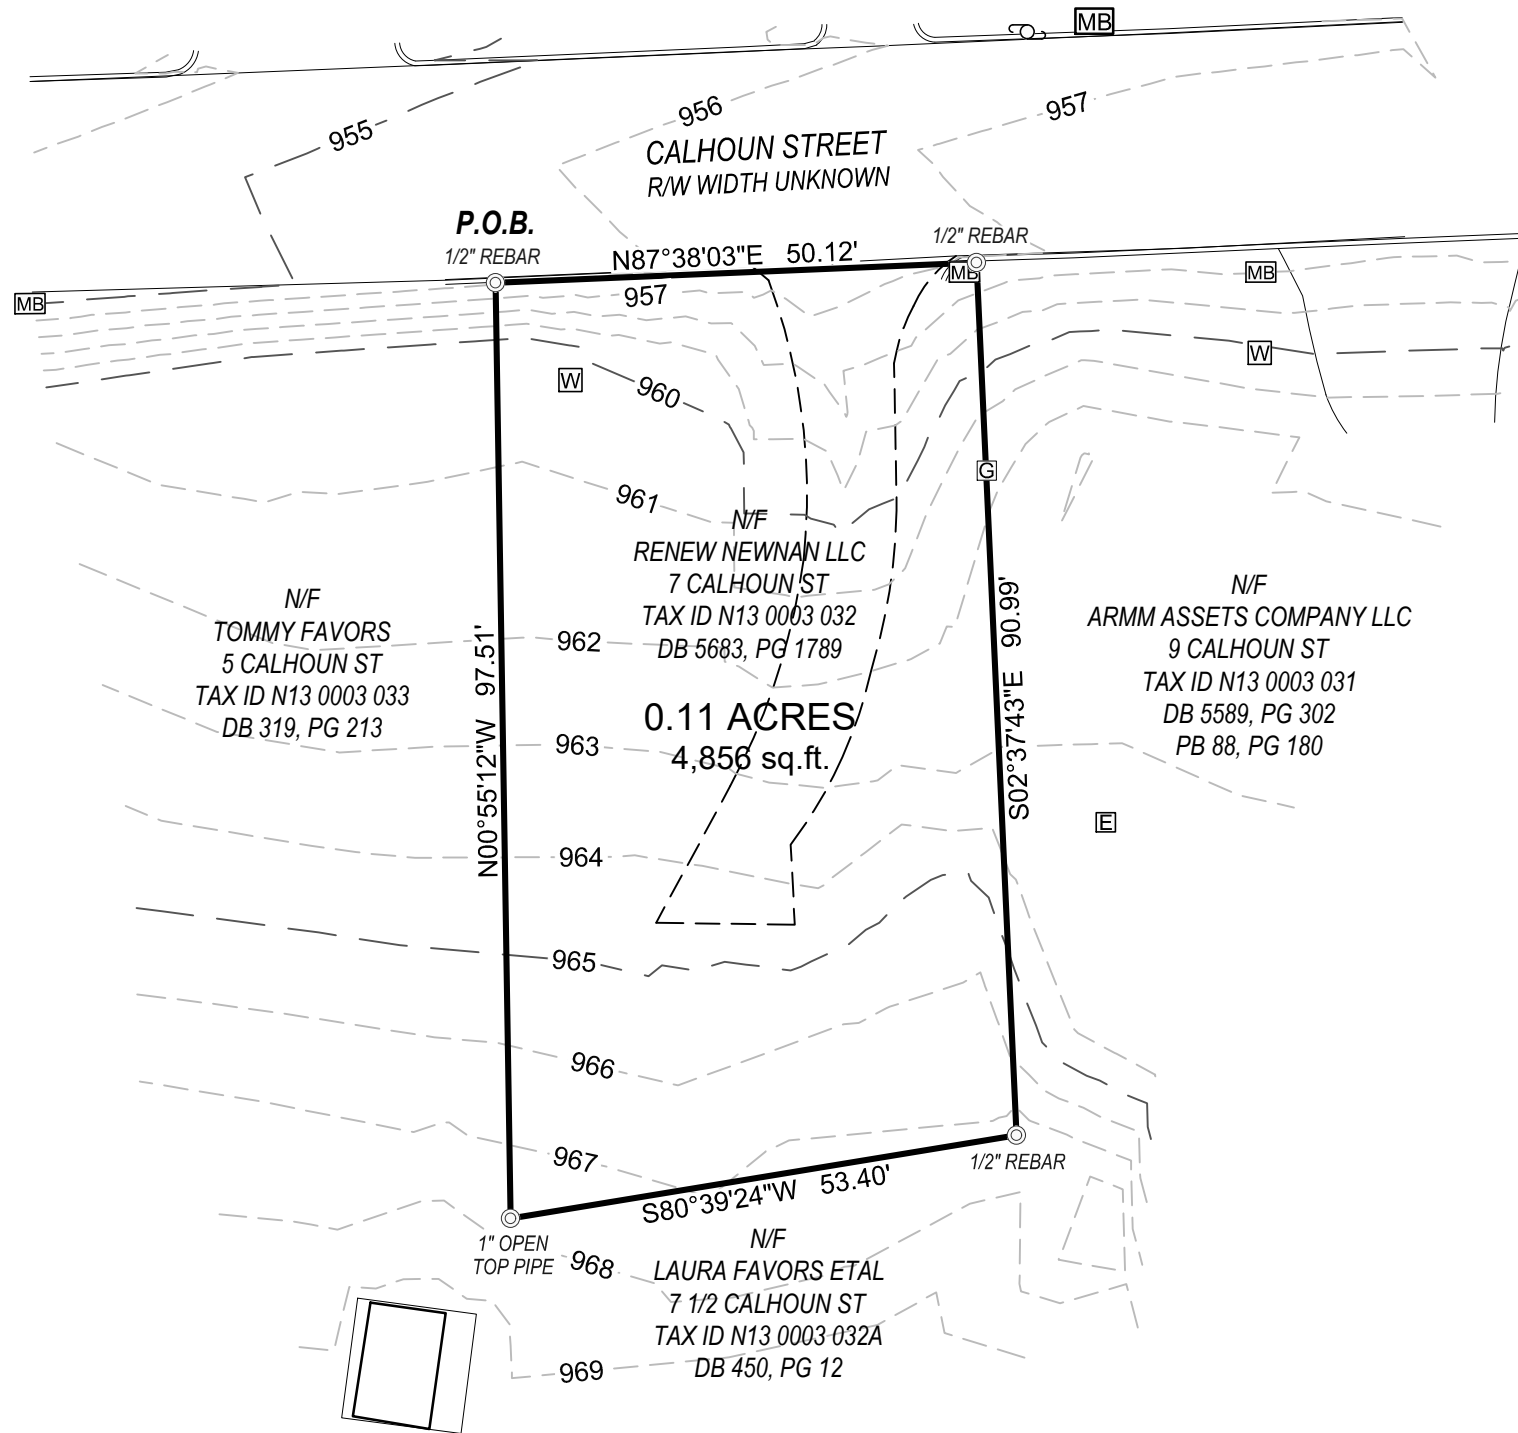 MB
955
956
957
CALHOUN STREET
R/W WIDTH UNKNOWN
P.O.B.
1/2" REBAR
1/2" REBAR
N87°38'03"E 50.12'
MB
MB
MB
957
W
W
960
961
G
N/F
RENEW NEWNAN LLC
7 CALHOUN ST
TAX ID N13 0003 032
DB 5683, PG 1789
N/F
TOMMY FAVORS
5 CALHOUN ST
TAX ID N13 0003 033
DB 319, PG 213
N/F
ARMM ASSETS COMPANY LLC
9 CALHOUN ST
TAX ID N13 0003 031
DB 5589, PG 302
PB 88, PG 180
962
N00°55'12"W 97.51'
S02°37'43"E 90.99'
0.11 ACRES
4,856 sq.ft.
963
E
964
965
966
967
1/2" REBAR
S80°39'24"W 53.40'
1" OPEN
TOP PIPE
968
N/F
LAURA FAVORS ETAL
7 1/2 CALHOUN ST
TAX ID N13 0003 032A
DB 450, PG 12
969